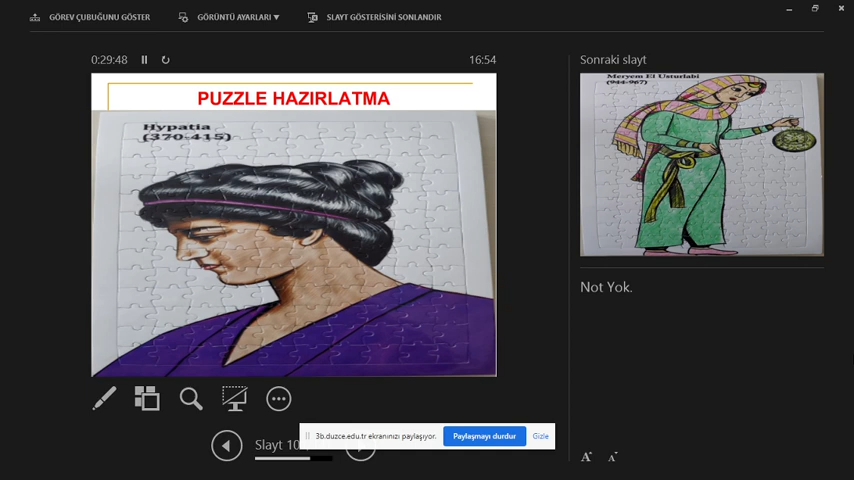 GÖREV ÇUBUĞUNU GÖSTER
GÖRÜNTÜ AYARLARI ▼
SLAYT GÖSTERİSİNİ SONLANDIR
0:29:48
16:54
PUZZLE HAZIRLATMA
Hypatia
(370-415)
Sonraki slayt
Meryem El Usturlabi
(944-967)
Not Yok.
Slayt 10
3b.duzce.edu.tr ekranınızı paylaşıyor.
Paylaşmayı durdur
Gizle
A A